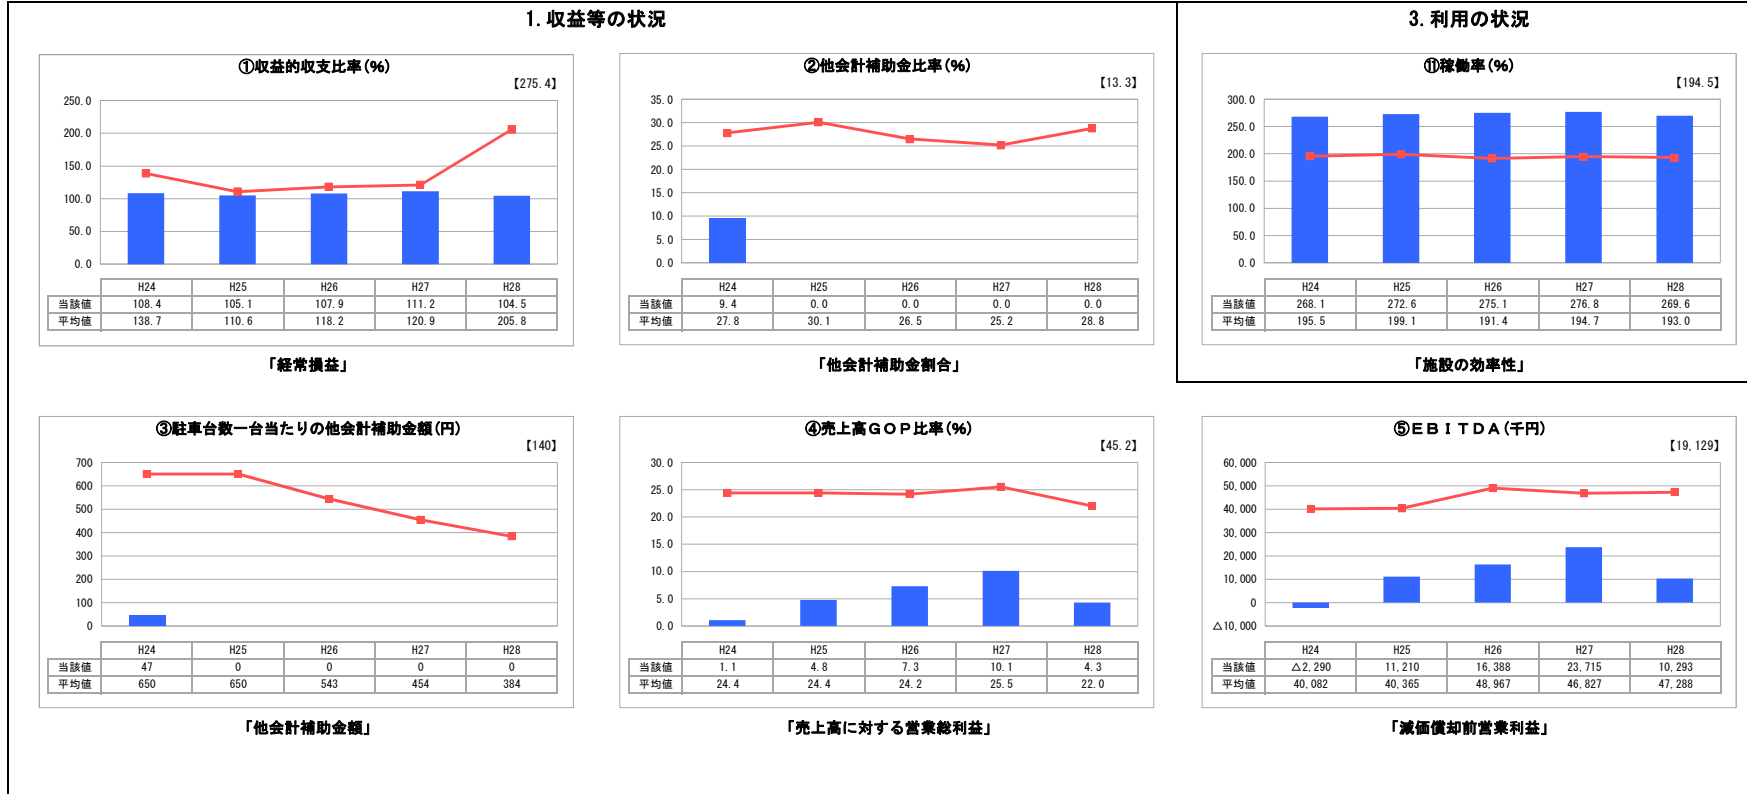 1. 収益等の状況
3. 利用の状況
①収益的収支比率(%)
【275.4】
250.0
200.0
150.0
100.0
50.0
0.0
H24 H25 H26 H27 H28
当該値 108.4 105.1 107.9 111.2 104.5
平均値 138.7 110.6 118.2 120.9 205.8
「経常損益」
②他会計補助金比率(%)
【13.3】
35.0
30.0
25.0
20.0
15.0
10.0
5.0
0.0
H24 H25 H26 H27 H28
当該値 9.4 0.0 0.0 0.0 0.0
平均値 27.8 30.1 26.5 25.2 28.8
「他会計補助金割合」
⑪稼働率(%)
【194.5】
300.0
250.0
200.0
150.0
100.0
50.0
0.0
H24 H25 H26 H27 H28
当該値 268.1 272.6 275.1 276.8 269.6
平均値 195.5 199.1 191.4 194.7 193.0
「施設の効率性」
③駐車台数一台当たりの他会計補助金額(円)
【140】
700
600
500
400
300
200
100
0
H24 H25 H26 H27 H28
当該値 47 0 0 0 0
平均値 650 650 543 454 384
「他会計補助金額」
④売上高GOP比率(%)
【45.2】
30.0
25.0
20.0
15.0
10.0
5.0
0.0
H24 H25 H26 H27 H28
当該値 1.1 4.8 7.3 10.1 4.3
平均値 24.4 24.4 24.2 25.5 22.0
「売上高に対する営業総利益」
⑤EBITDA(千円)
【19,129】
60,000
50,000
40,000
30,000
20,000
10,000
0
△10,000
H24 H25 H26 H27 H28
当該値 △2,290 11,210 16,388 23,715 10,293
平均値 40,082 40,365 48,967 46,827 47,288
「減価償却前営業利益」